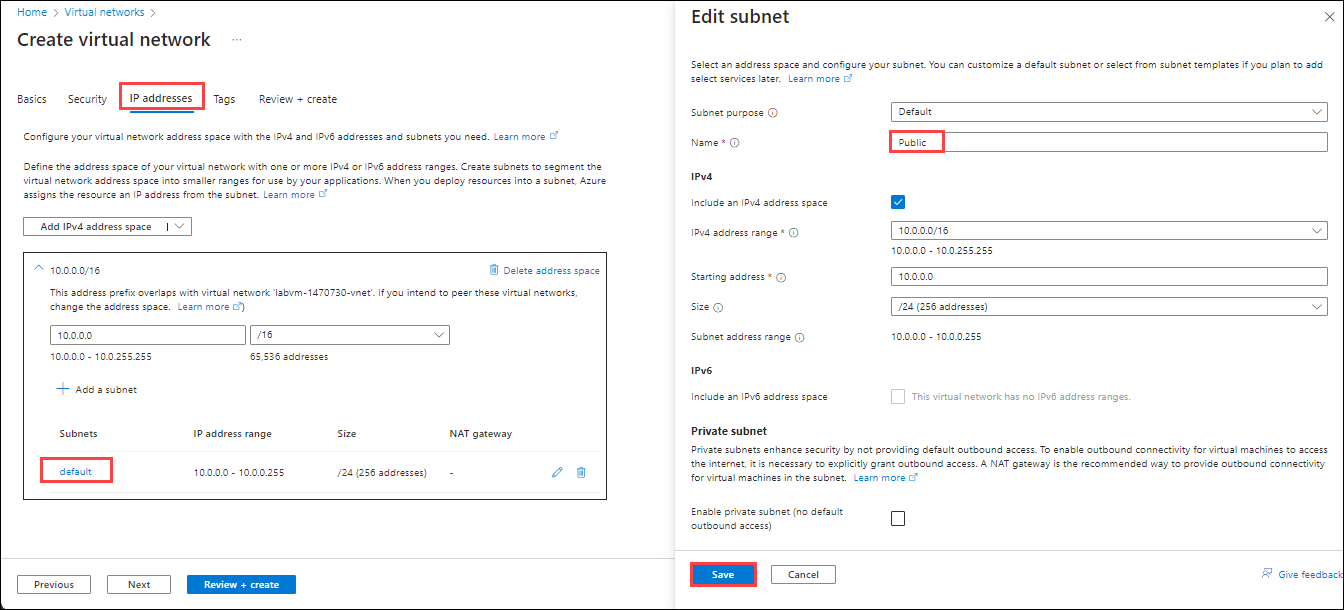 Home > Virtual networks >
Create virtual network ...
Basics Security IP addresses Tags Review + create
Configure your virtual network address space with the IPv4 and IPv6 addresses and subnets you need. Learn more
Define the address space of your virtual network with one or more IPv4 or IPv6 address ranges. Create subnets to segment the
virtual network address space into smaller ranges for use by your applications. When you deploy resources into a subnet, Azure
assigns the resource an IP address from the subnet. Learn more
Add IPv4 address space |
10.0.0.0/16 Delete address space
This address prefix overlaps with virtual network 'labvm-1470730-vnet'. If you intend to peer these virtual networks,
change the address space. Learn more )
10.0.0.0 /16
10.0.0.0 - 10.0.255.255 65,536 addresses
+ Add a subnet
Subnets IP address range Size NAT gateway
default 10.0.0.0 - 10.0.0.255 /24 (256 addresses) -
Previous Next Review + create
Edit subnet
Select an address space and configure your subnet. You can customize a default subnet or select from subnet templates if you plan to add
select services later. Learn more
Subnet purpose Default
Name * Public
IPv4
Include an IPv4 address space
IPv4 address range * 10.0.0.0/16
10.0.0.0 - 10.0.255.255
Starting address * 10.0.0.0
Size /24 (256 addresses)
Subnet address range 10.0.0.0 - 10.0.0.255
IPv6
Include an IPv6 address space This virtual network has no IPv6 address ranges.
Private subnet
Private subnets enhance security by not providing default outbound access. To enable outbound connectivity for virtual machines to access
the internet, it is necessary to explicitly grant outbound access. A NAT gateway is the recommended way to provide outbound connectivity
for virtual machines in the subnet. Learn more
Enable private subnet (no default
outbound access)
Save Cancel Give feedback